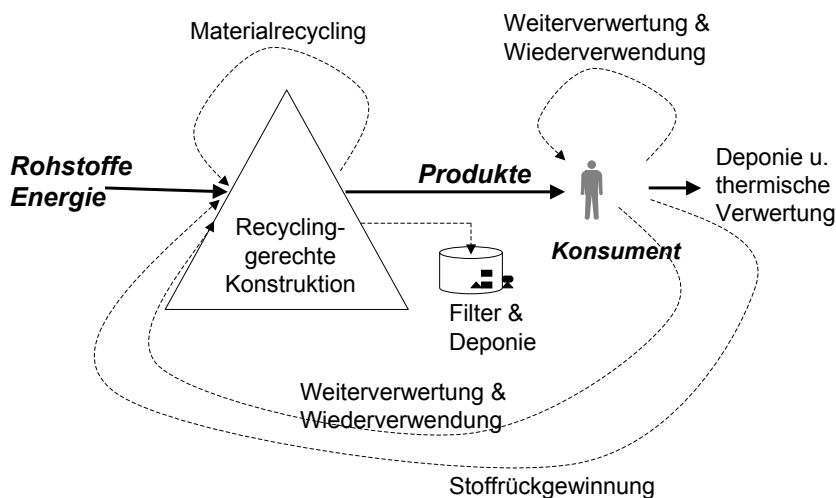 Materialrecycling
Weiterverwertung &
Wiederverwendung
Rohstoffe
Energie
Produkte
Deponie u.
thermische
Verwertung
Recycling-
gerechte
Konstruktion
Konsument
Filter &
Deponie
Weiterverwertung &
Wiederverwendung
Stoffrückgewinnung